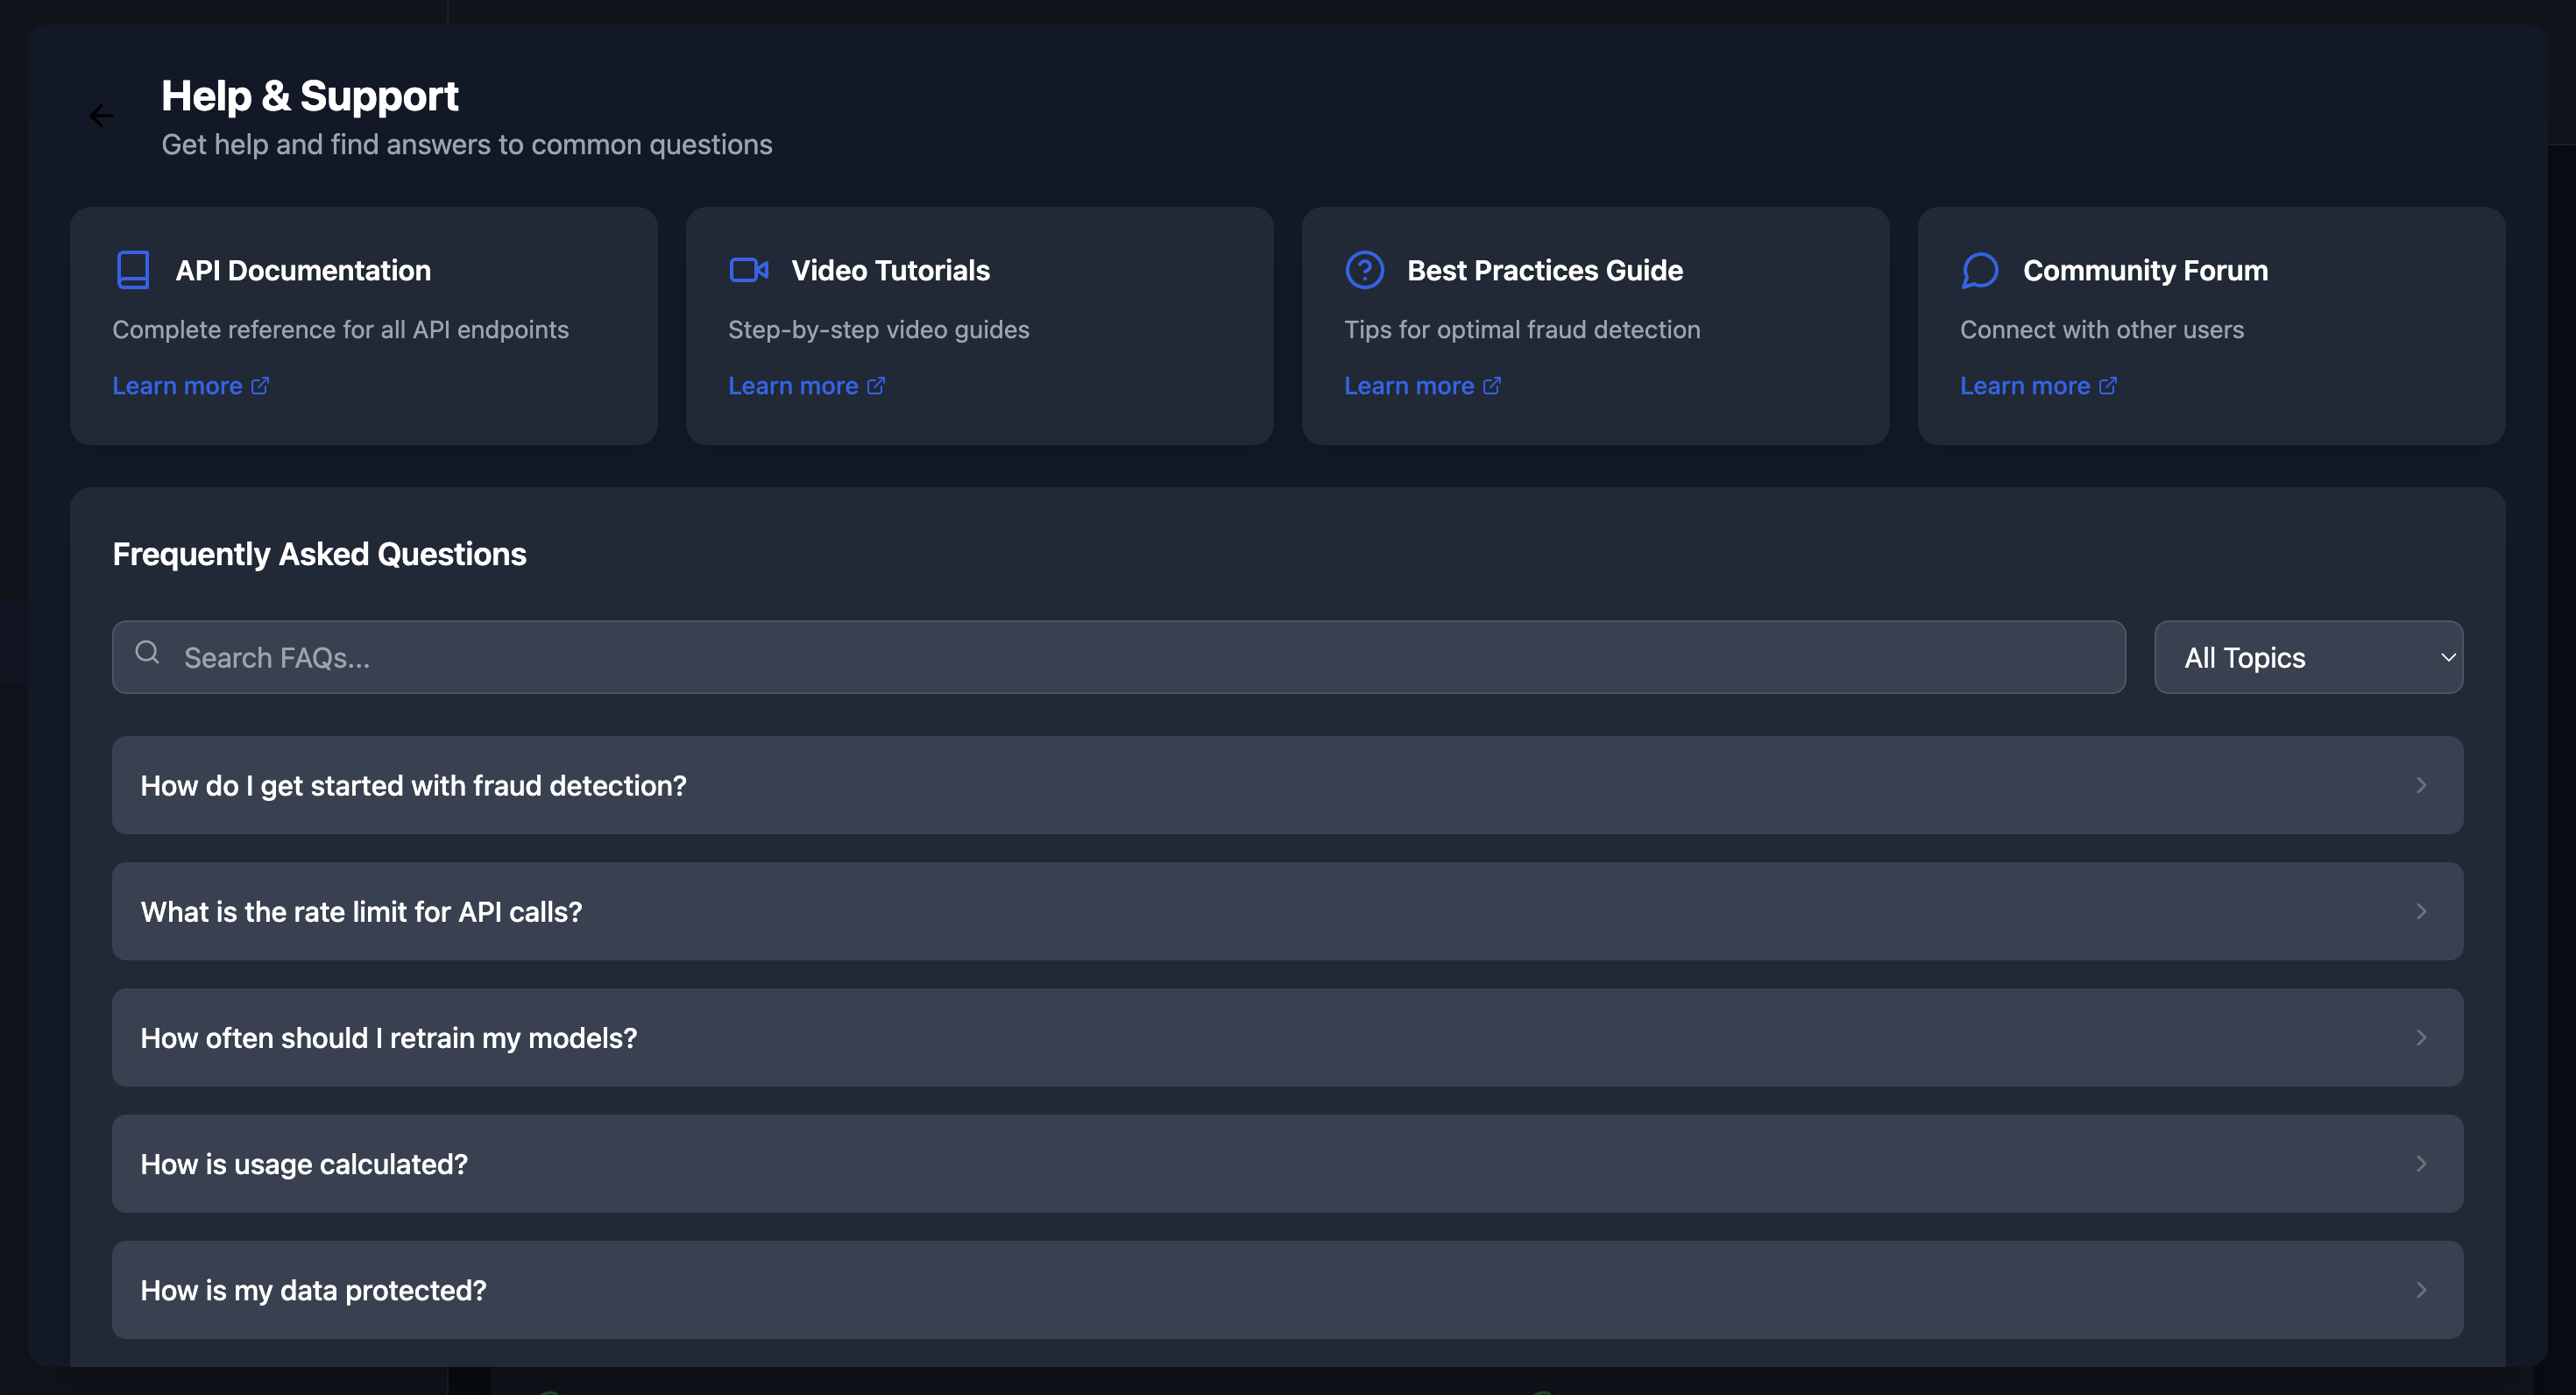 Help & Support
Get help and find answers to common questions
API Documentation
Complete reference for all API endpoints
Learn more
Video Tutorials
Step-by-step video guides
Learn more
Best Practices Guide
Tips for optimal fraud detection
Learn more
Community Forum
Connect with other users
Learn more
Frequently Asked Questions
Search FAQs...
All Topics
How do I get started with fraud detection?
What is the rate limit for API calls?
How often should I retrain my models?
How is usage calculated?
How is my data protected?